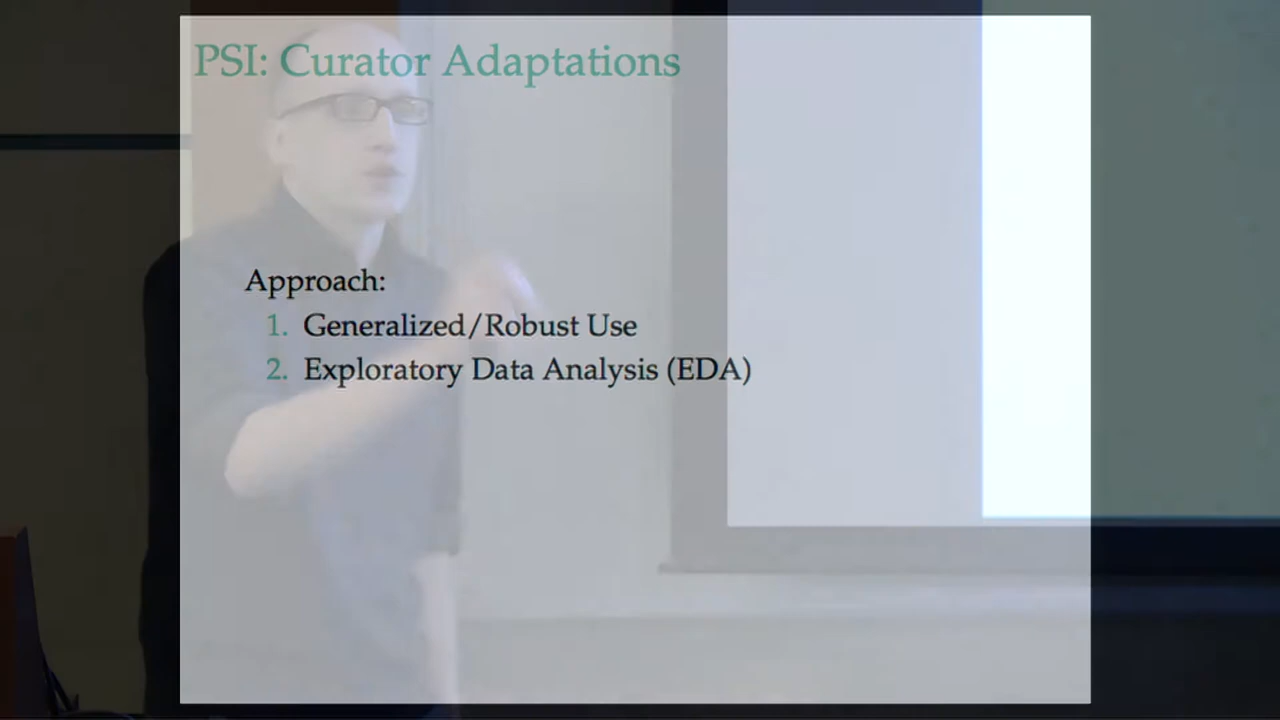 PSI: Curator Adaptations
Approach:
1. Generalized/Robust Use
2. Exploratory Data Analysis (EDA)